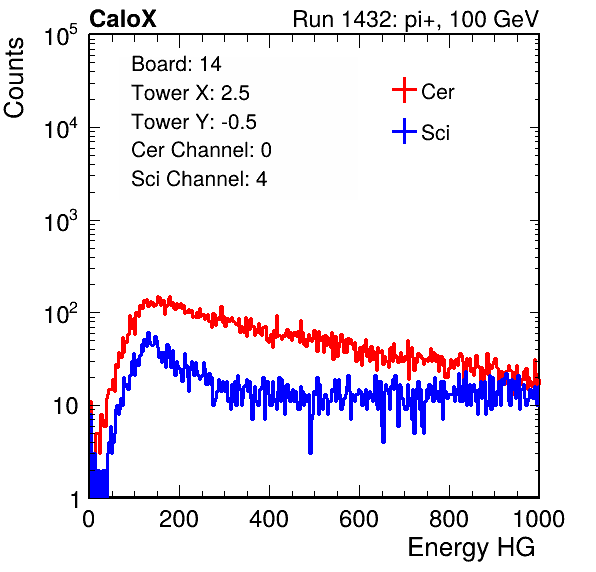 CaloX Run 1432: pi+, 100 GeV
Board: 14
Tower X: 2.5
Tower Y: -0.5
Cer Channel: 0
Sci Channel: 4
Cer
Sci
Counts
10^5
10^4
10^3
10^2
10
1
0 200 400 600 800 1000
Energy HG